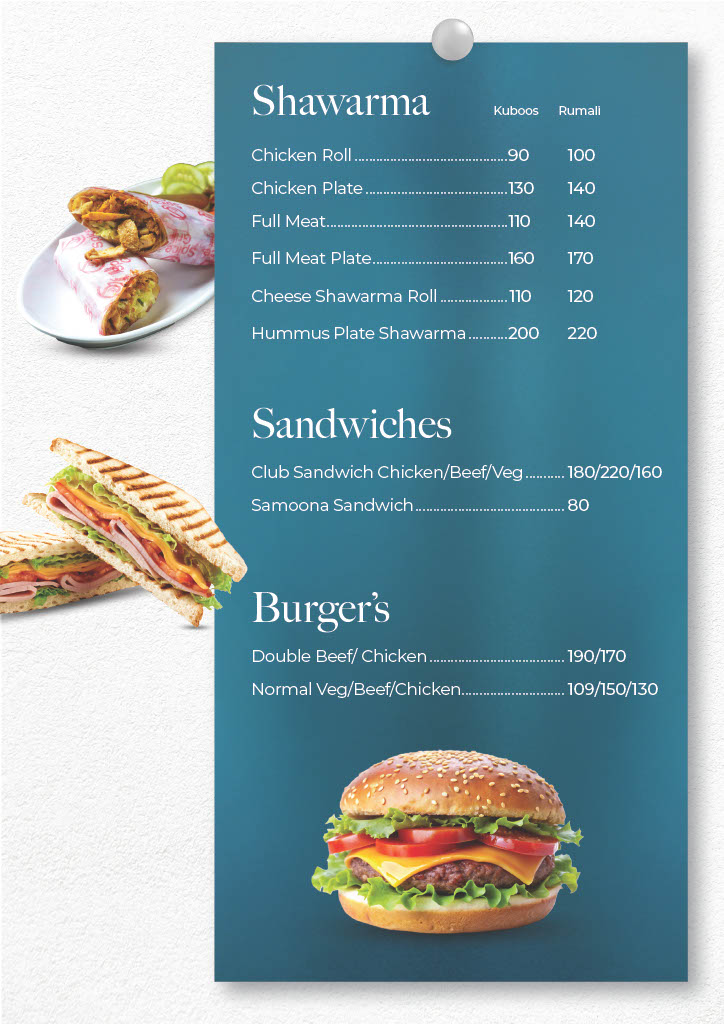 Shawarma Kuboos Rumali
Chicken Roll ........................................90 100
Chicken Plate .....................................130 140
Full Meat...............................................110 140
Full Meat Plate...................................160 170
Cheese Shawarma Roll ..................110 120
Hummus Plate Shawarma ...........200 220
Sandwiches
Club Sandwich Chicken/Beef/Veg .......... 180/220/160
Samoona Sandwich....................................... 80
Burger's
Double Beef/ Chicken ................................... 190/170
Normal Veg/Beef/Chicken........................... 109/150/130